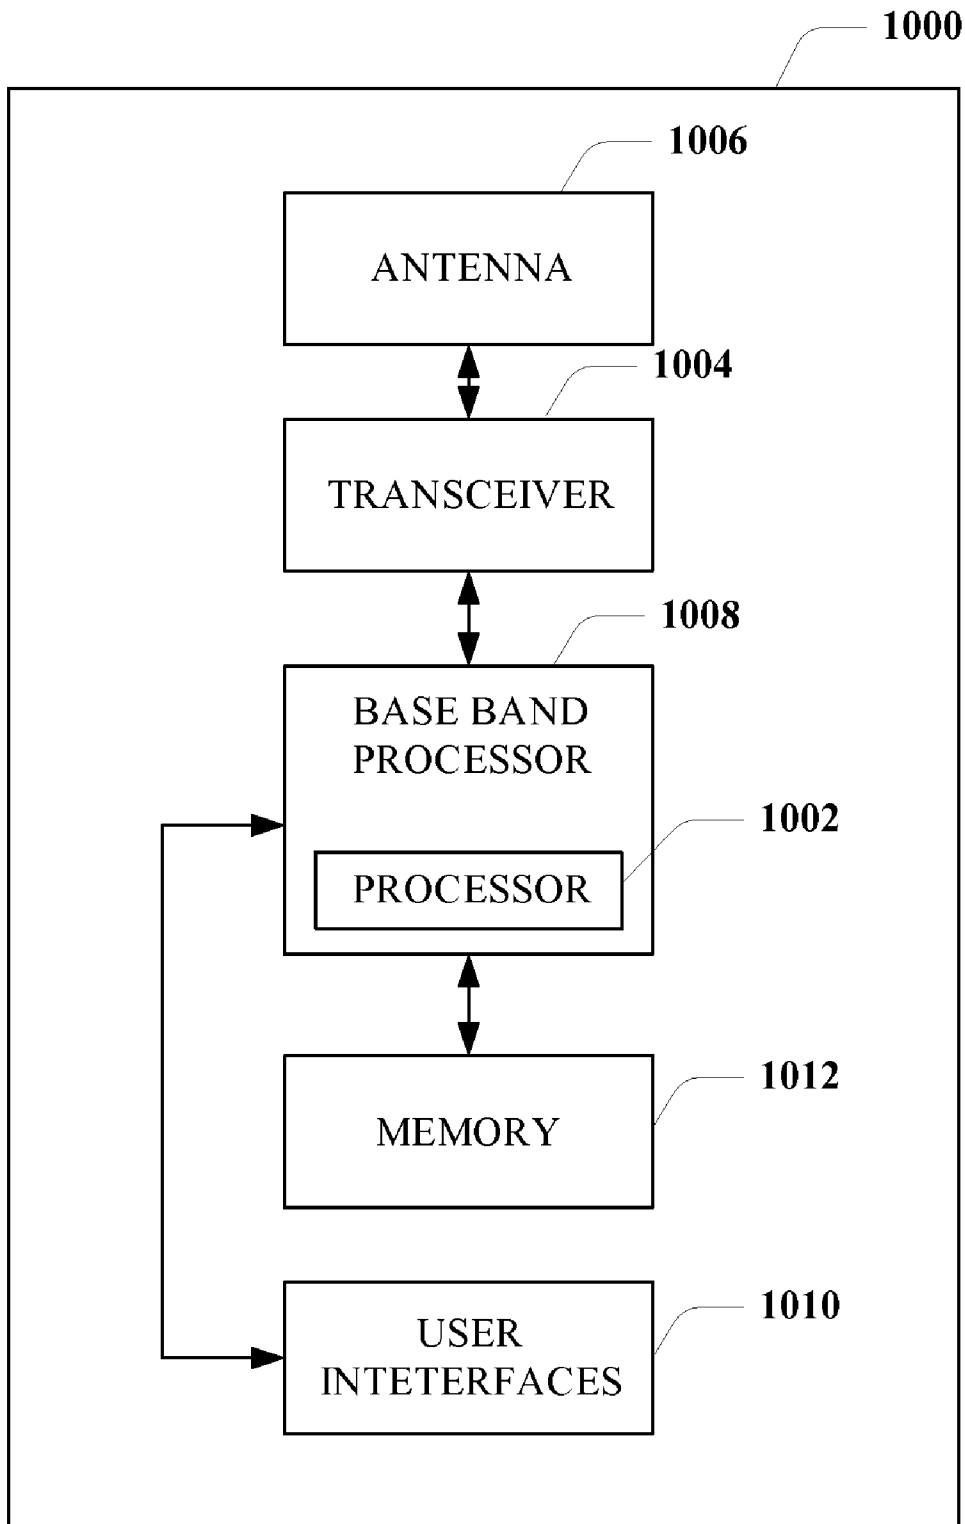 1000
1006
ANTENNA
1004
TRANSCEIVER
1008
BASE BAND
PROCESSOR
1002
PROCESSOR
1012
MEMORY
1010
USER
INTETERFACES